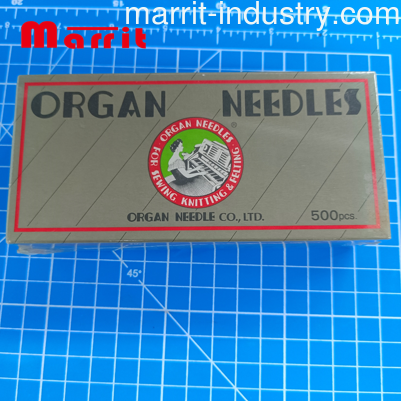 marrit-industry.com
Marrit
ORGAN NEEDLES
ORGAN NEEDLES
FOR SEWING KNITTING & FELTING
®
ORGAN NEEDLE CO., LTD.
500pcs.
45°